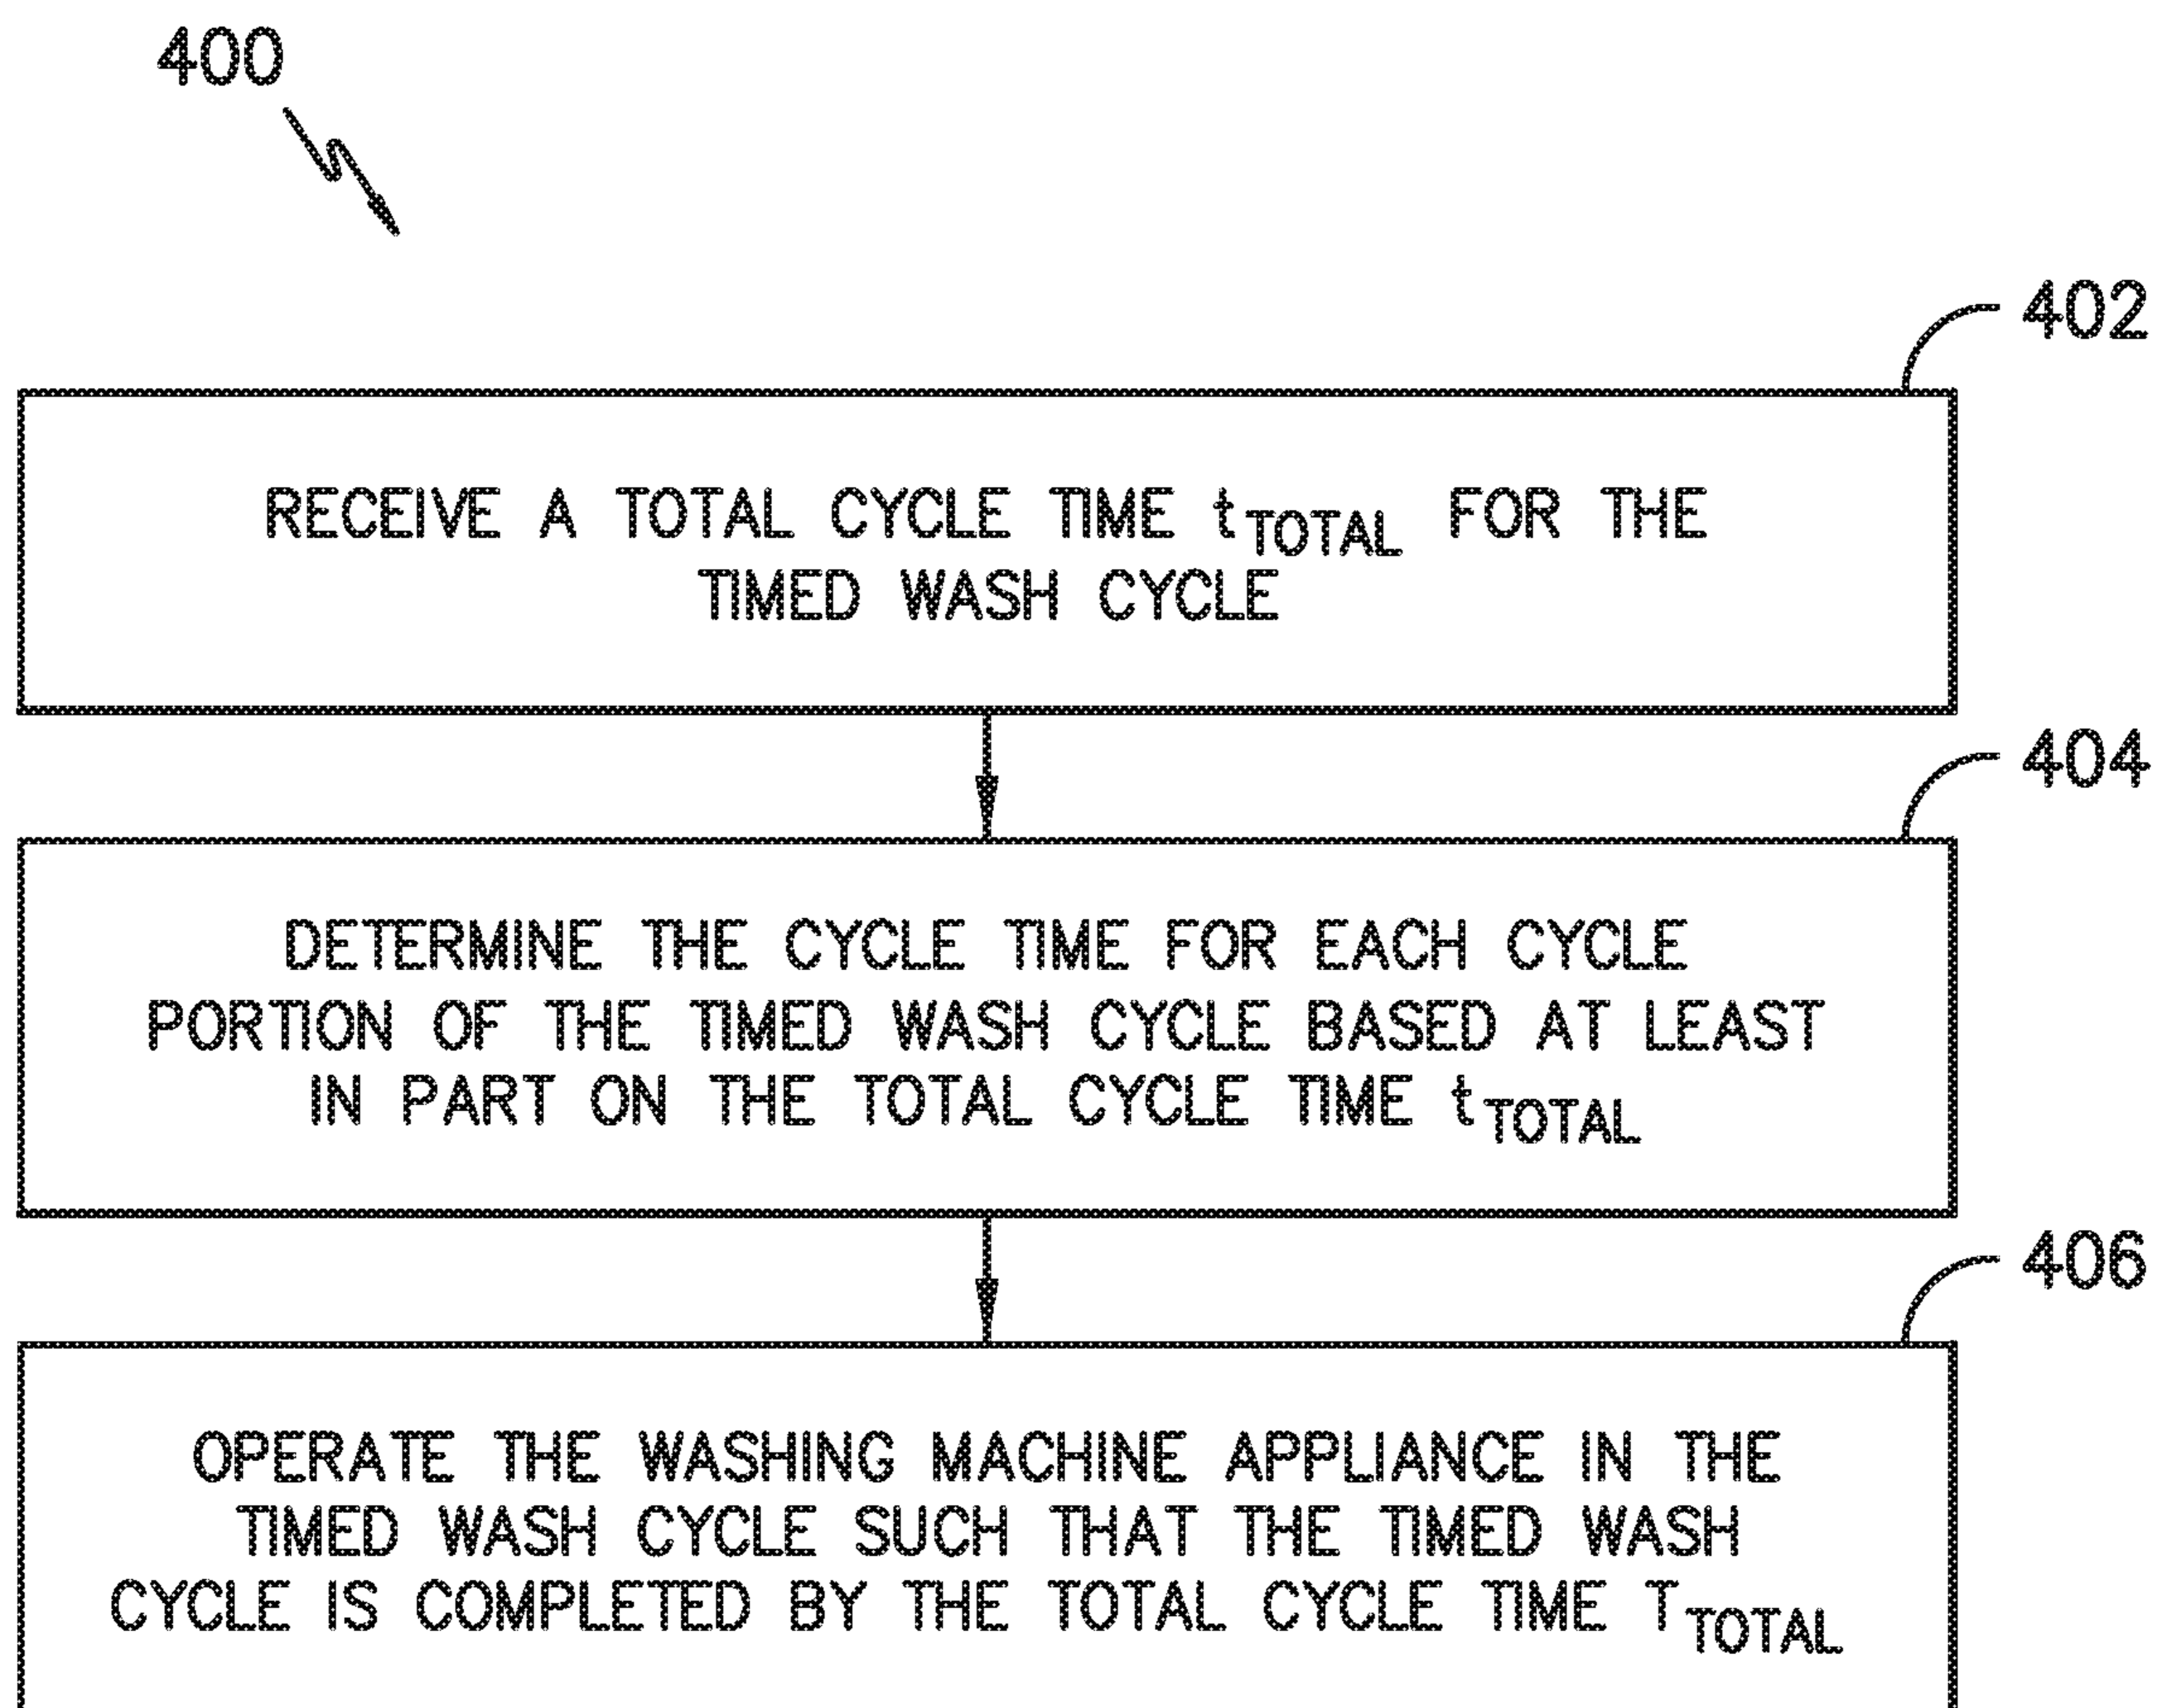 400
402
RECEIVE A TOTAL CYCLE TIME tTOTAL FOR THE
TIMED WASH CYCLE
404
DETERMINE THE CYCLE TIME FOR EACH CYCLE
PORTION OF THE TIMED WASH CYCLE BASED AT LEAST
IN PART ON THE TOTAL CYCLE TIME tTOTAL
406
OPERATE THE WASHING MACHINE APPLIANCE IN THE
TIMED WASH CYCLE SUCH THAT THE TIMED WASH
CYCLE IS COMPLETED BY THE TOTAL CYCLE TIME TTOTAL